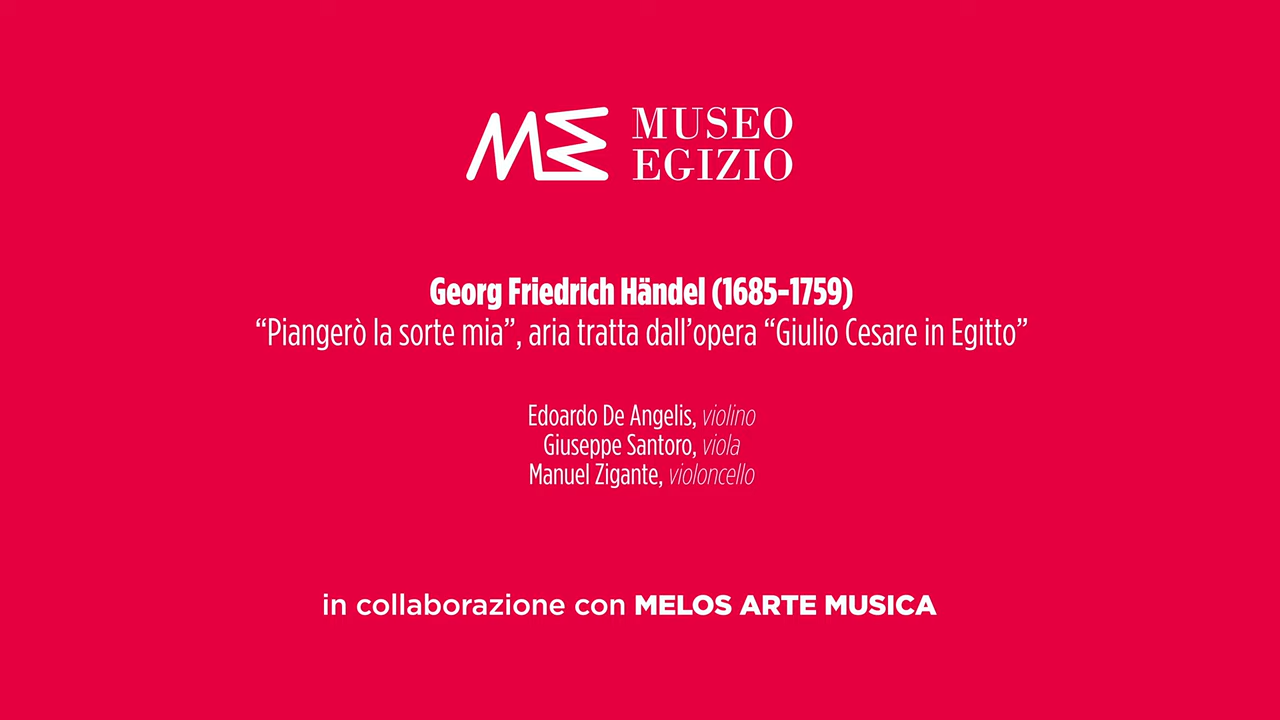 ME MUSEO
EGIZIO
Georg Friedrich Händel (1685-1759)
“Piangerò la sorte mia”, aria tratta dall’opera “Giulio Cesare in Egitto”
Edoardo De Angelis, violino
Giuseppe Santoro, viola
Manuel Zigante, violoncello
in collaborazione con MELOS ARTE MUSICA